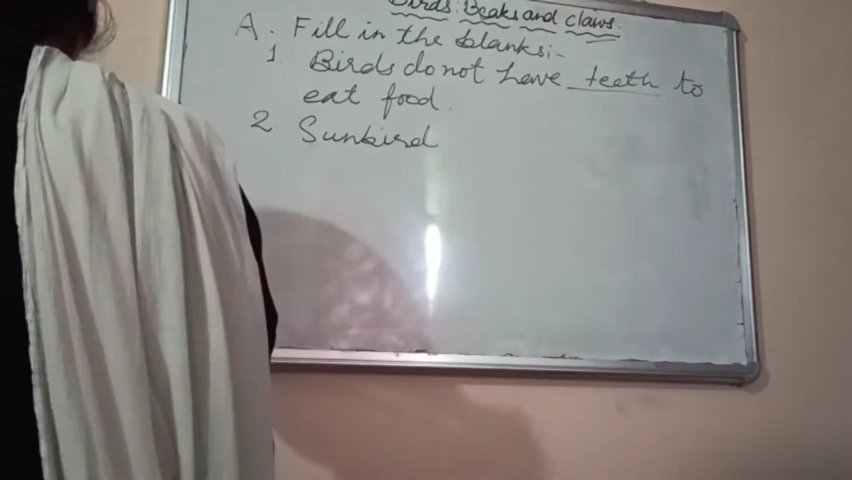 Birds: Beaks and claws.
A. Fill in the blanks:-
1 Birds do not have teeth to
eat food.
2 Sunbird